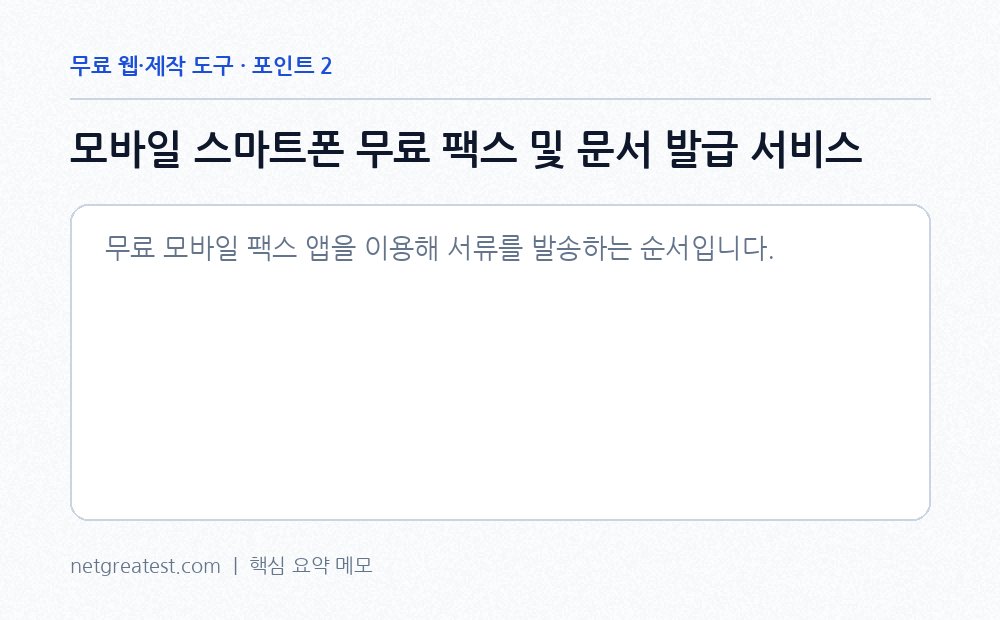 무료 웹·제작 도구 · 포인트 2
모바일 스마트폰 무료 팩스 및 문서 발급 서비스
무료 모바일 팩스 앱을 이용해 서류를 발송하는 순서입니다.
netgreatest.com | 핵심 요약 메모